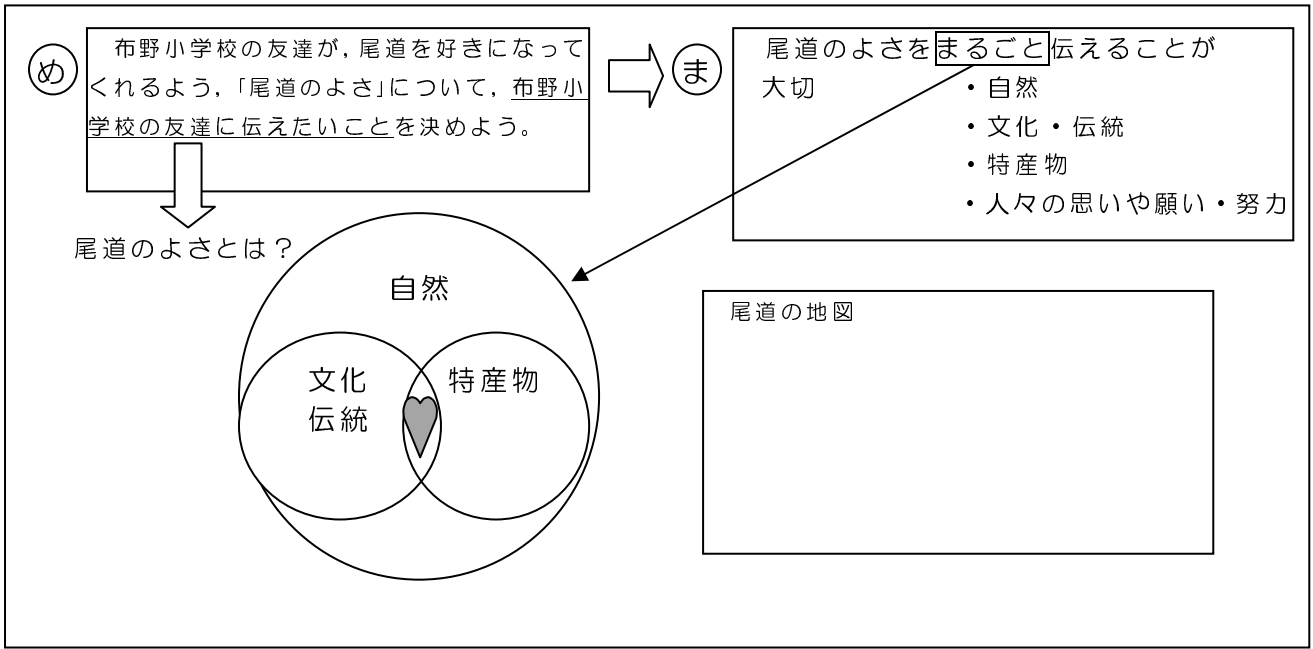 め
布野小学校の友達が，尾道を好きになって
くれるよう，「尾道のよさ」について，布野小
学校の友達に伝えたいことを決めよう。
尾道のよさとは？
自然
文化
伝統
特産物
ま
尾道のよさをまるごと伝えることが
大切
・自然
・文化・伝統
・特産物
・人々の思いや願い・努力
尾道の地図